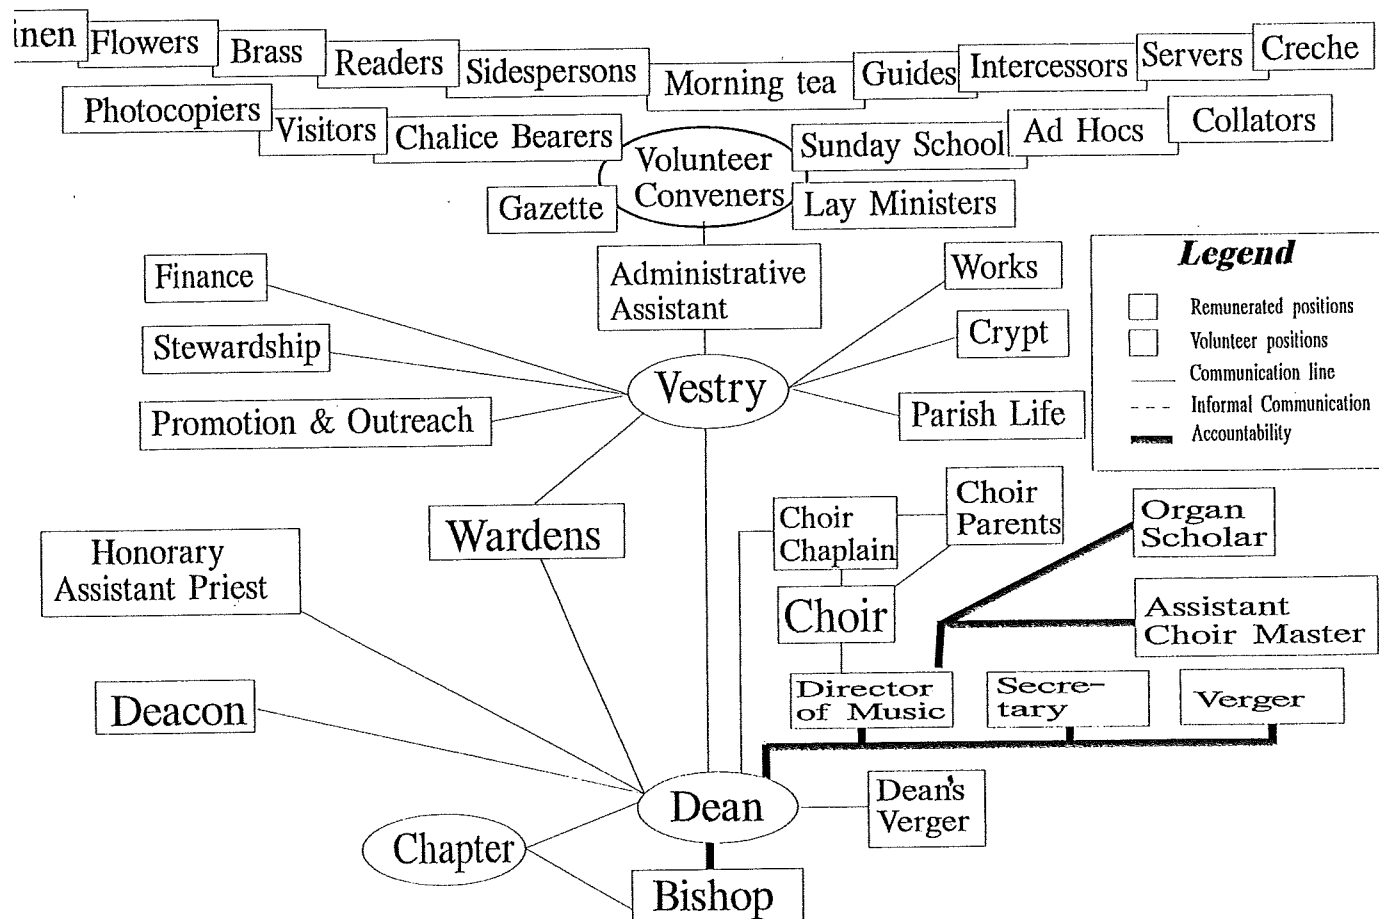 inen
Flowers
Brass
Readers
Sidespersons
Morning tea
Guides
Intercessors
Servers
Creche
Photocopiers
Visitors
Chalice Bearers
Volunteer
Conveners
Sunday School
Ad Hocs
Collators
Gazette
Lay Ministers
Finance
Administrative
Assistant
Works
Legend
Remunerated positions
Volunteer positions
Communication line
Informal Communication
Accountability
Stewardship
Vestry
Crypt
Promotion & Outreach
Parish Life
Wardens
Choir
Chaplain
Choir
Parents
Organ
Scholar
Honorary
Assistant Priest
Choir
Assistant
Choir Master
Deacon
Director
of Music
Secre-
tary
Verger
Dean
Dean's
Verger
Chapter
Bishop